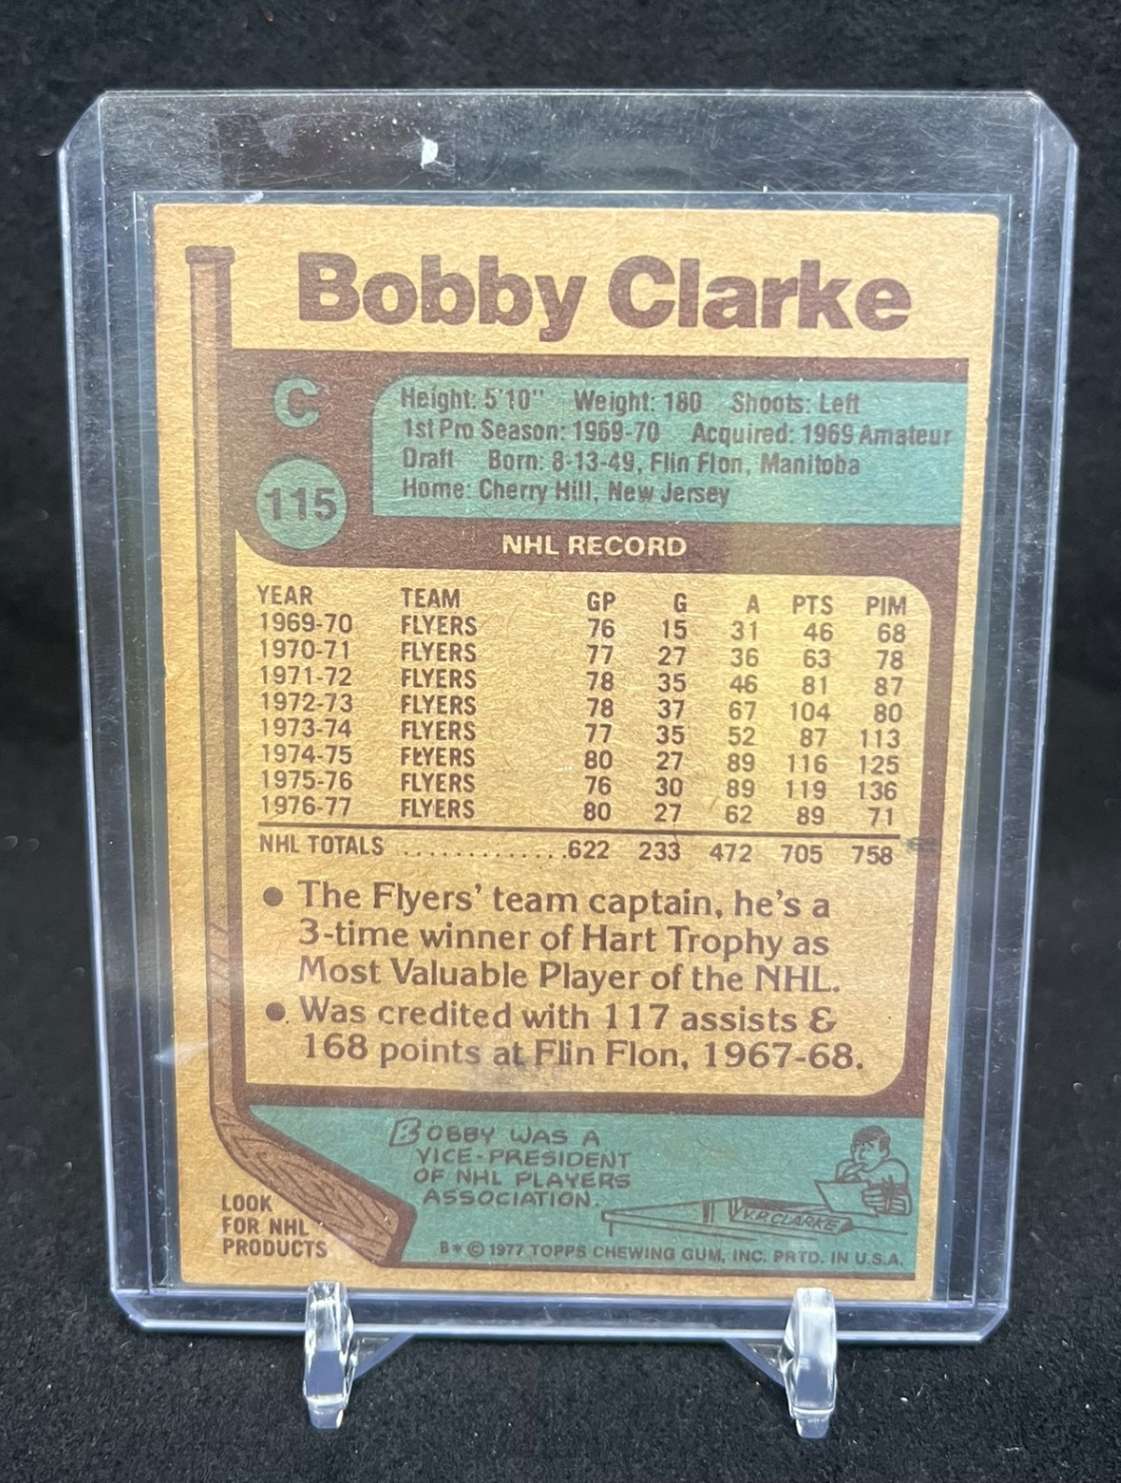 Bobby Clarke
C
115
Height: 5'10" Weight: 180 Shoots: Left
1st Pro Season: 1969-70 Acquired: 1969 Amateur
Draft Born: 8-13-49, Flin Flon, Manitoba
Home: Cherry Hill, New Jersey
NHL RECORD
YEAR TEAM GP G A PTS PIM
1969-70 FLYERS 76 15 31 46 68
1970-71 FLYERS 77 27 36 63 78
1971-72 FLYERS 78 35 46 81 87
1972-73 FLYERS 78 37 67 104 80
1973-74 FLYERS 77 35 52 87 113
1974-75 FLYERS 80 27 89 116 125
1975-76 FLYERS 76 30 89 119 136
1976-77 FLYERS 80 27 62 89 71
NHL TOTALS ..............622 233 472 705 758
● The Flyers' team captain, he's a
3-time winner of Hart Trophy as
Most Valuable Player of the NHL.
● Was credited with 117 assists &
168 points at Flin Flon, 1967-68.
BOBBY WAS A
VICE-PRESIDENT
OF NHL PLAYERS
ASSOCIATION.
V.P. CLARKE
LOOK
FOR NHL
PRODUCTS
B* © 1977 TOPPS CHEWING GUM, INC. PRTD. IN U.S.A.